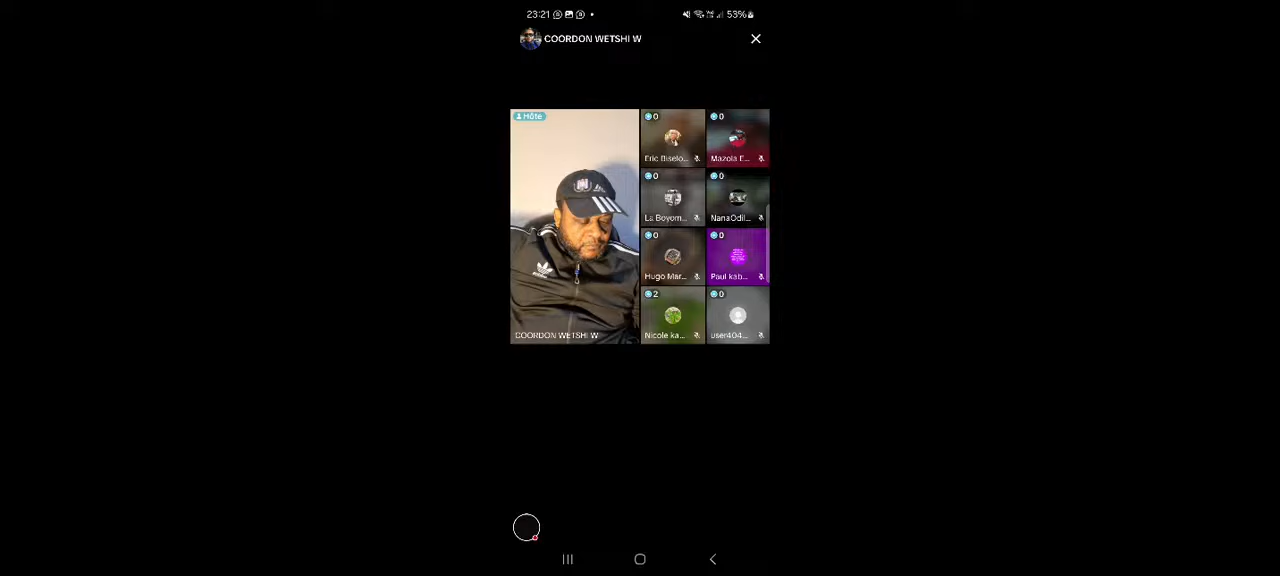 23:21
53%
COORDON WETSHI W
Hôte
0
0
Eric Biselo...
Mazola E...
0
0
La Boyom...
NanaOdil...
0
0
Hugo Mar...
Paul kab...
2
0
Nicole ka...
user404...
COORDON WETSHI W
adidas